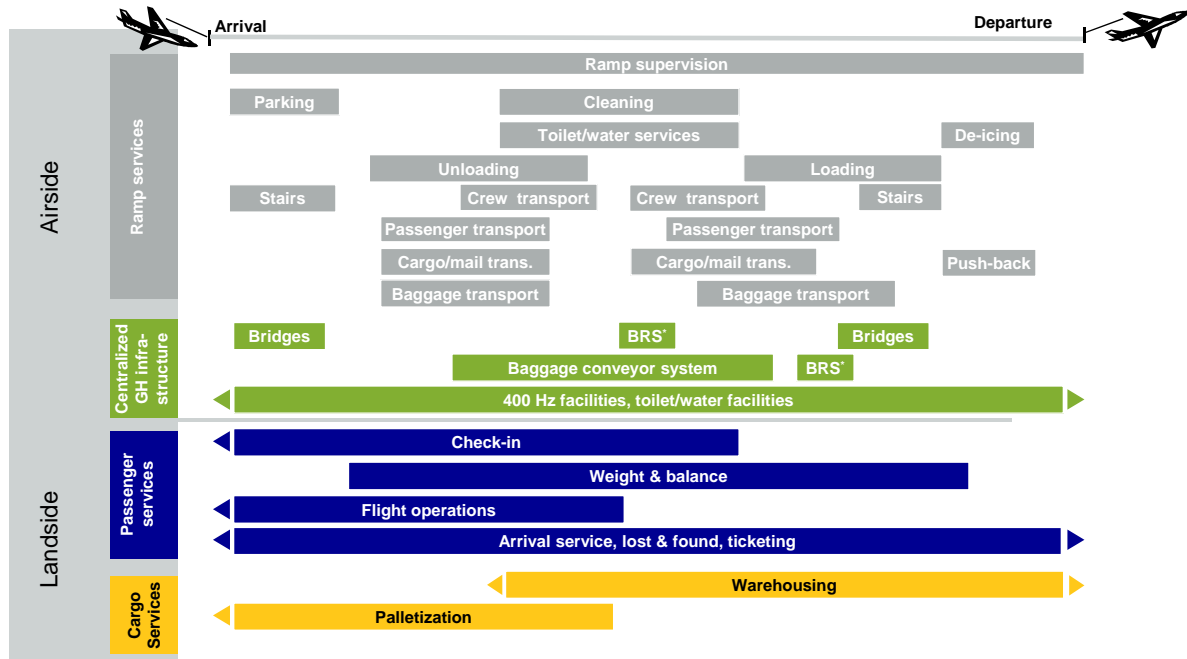 Arrival
Departure
Airside
Ramp services
Ramp supervision
Parking
Cleaning
Toilet/water services
De-icing
Unloading
Loading
Stairs
Crew transport
Crew transport
Stairs
Passenger transport
Passenger transport
Cargo/mail trans.
Cargo/mail trans.
Push-back
Baggage transport
Baggage transport
Centralized
GH infra-
structure
Bridges
BRS*
Bridges
Baggage conveyor system
BRS*
400 Hz facilities, toilet/water facilities
Landside
Passenger
services
Check-in
Weight & balance
Flight operations
Arrival service, lost & found, ticketing
Cargo
Services
Warehousing
Palletization